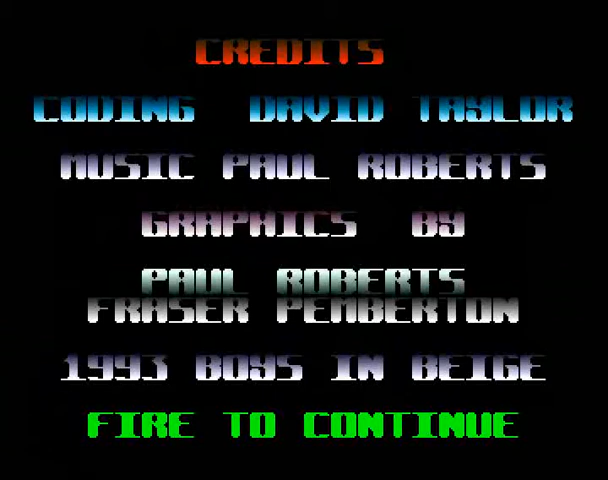 CREDITS
CODING DAVID TAYLOR
MUSIC PAUL ROBERTS
GRAPHICS BY
PAUL ROBERTS
FRASER PEMBERTON
1993 BOYS IN BEIGE
FIRE TO CONTINUE